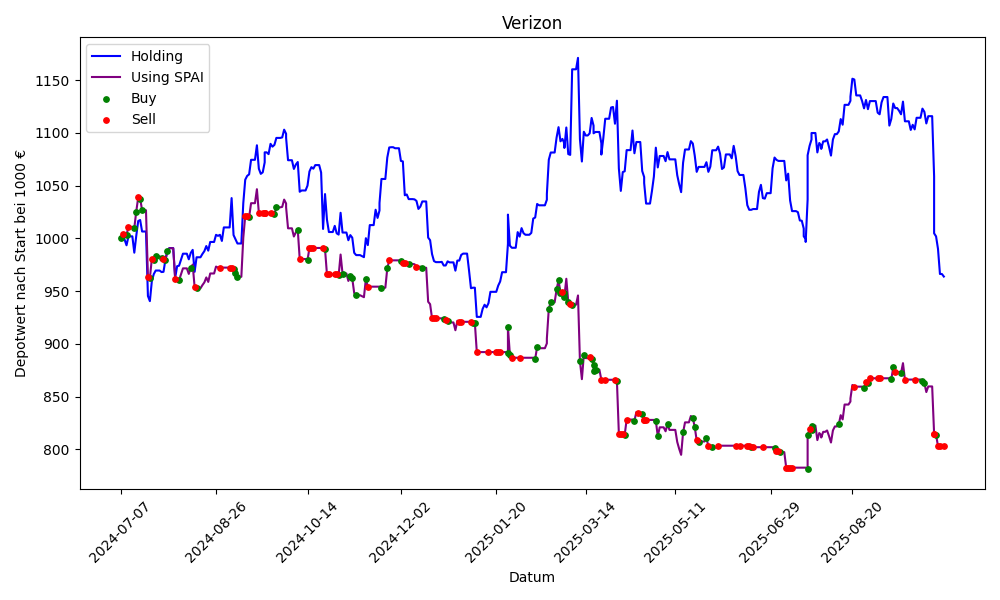 Verizon
Holding
Using SPAI
Buy
Sell
Depotwert nach Start bei 1000 €
1150
1100
1050
1000
950
900
850
800
2024-07-07
2024-08-26
2024-10-14
2024-12-02
2025-01-20
2025-03-14
2025-05-11
2025-06-29
2025-08-20
Datum